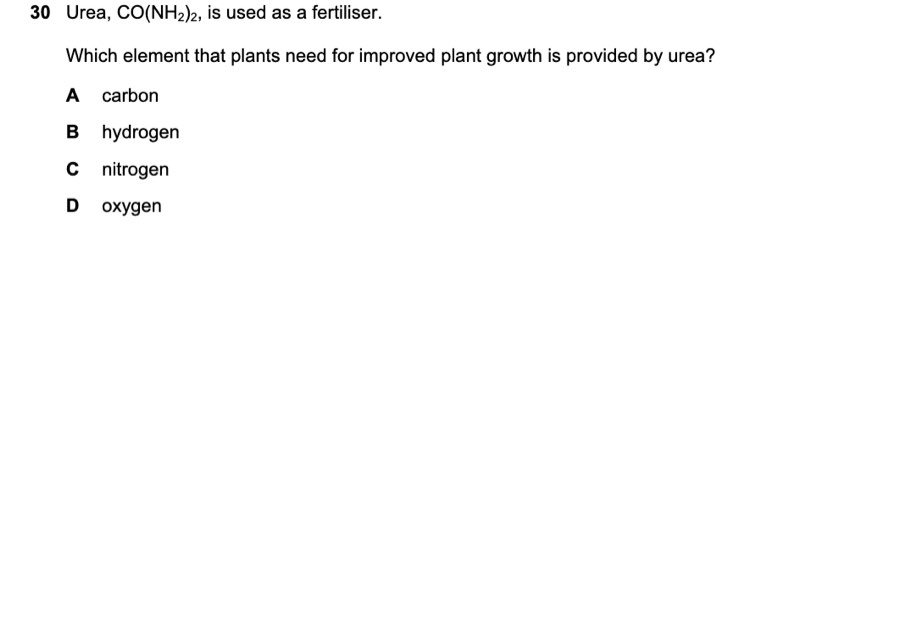 30 Urea, CO(NH₂)₂, is used as a fertiliser.
Which element that plants need for improved plant growth is provided by urea?
A carbon
B hydrogen
C nitrogen
D oxygen